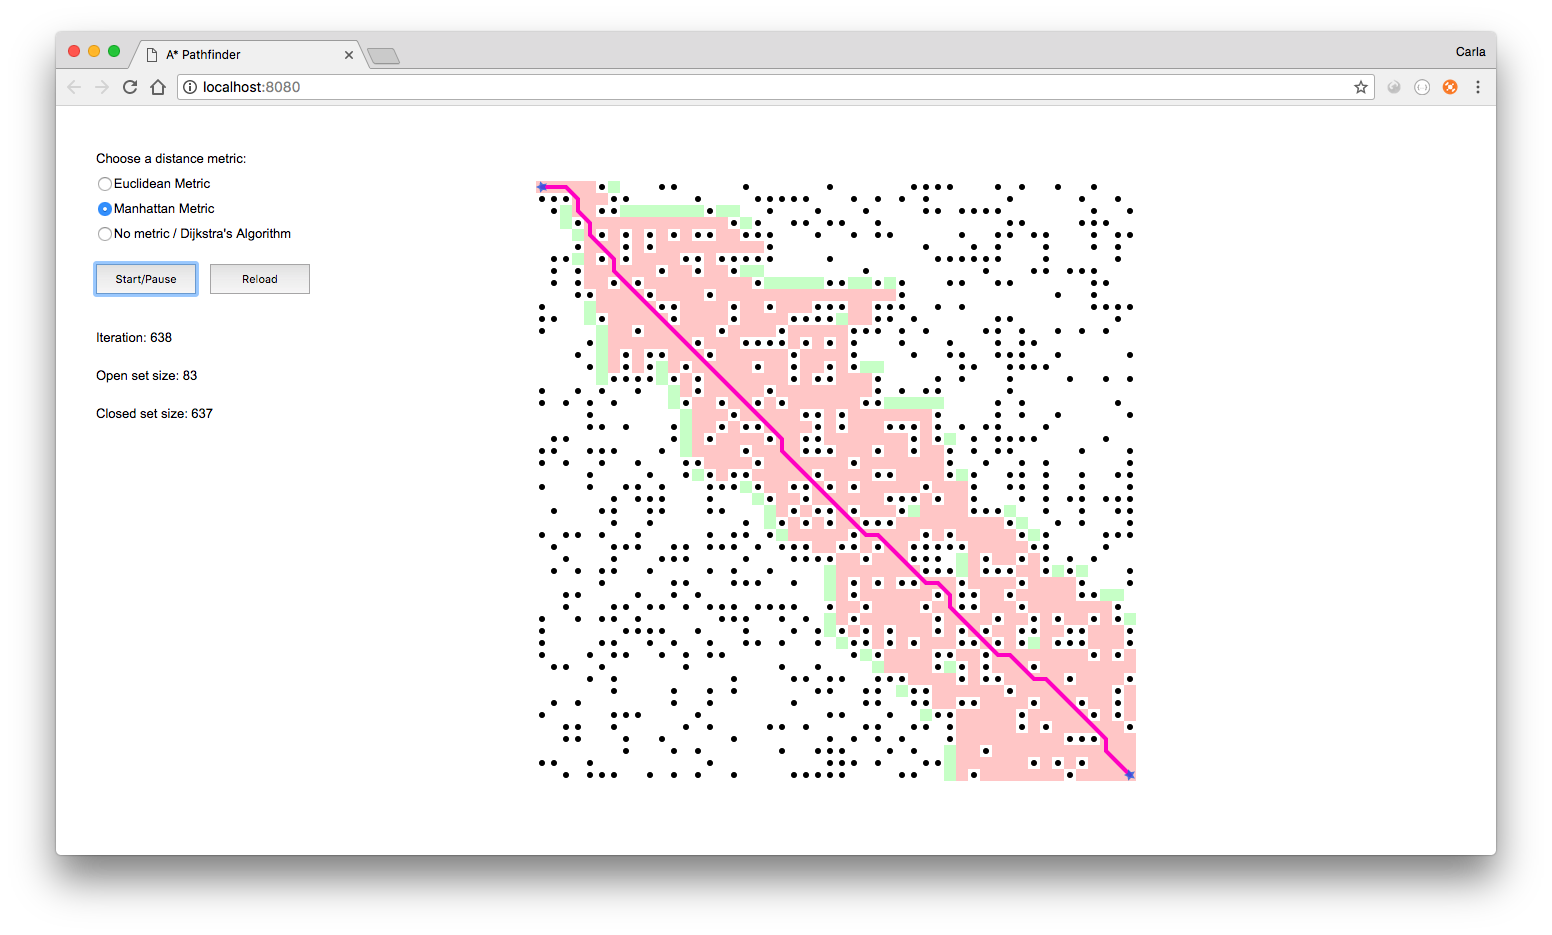 A* Pathfinder
Carla
localhost:8080
Choose a distance metric:
Euclidean Metric
Manhattan Metric
No metric / Dijkstra's Algorithm
Start/Pause
Reload
Iteration: 638
Open set size: 83
Closed set size: 637